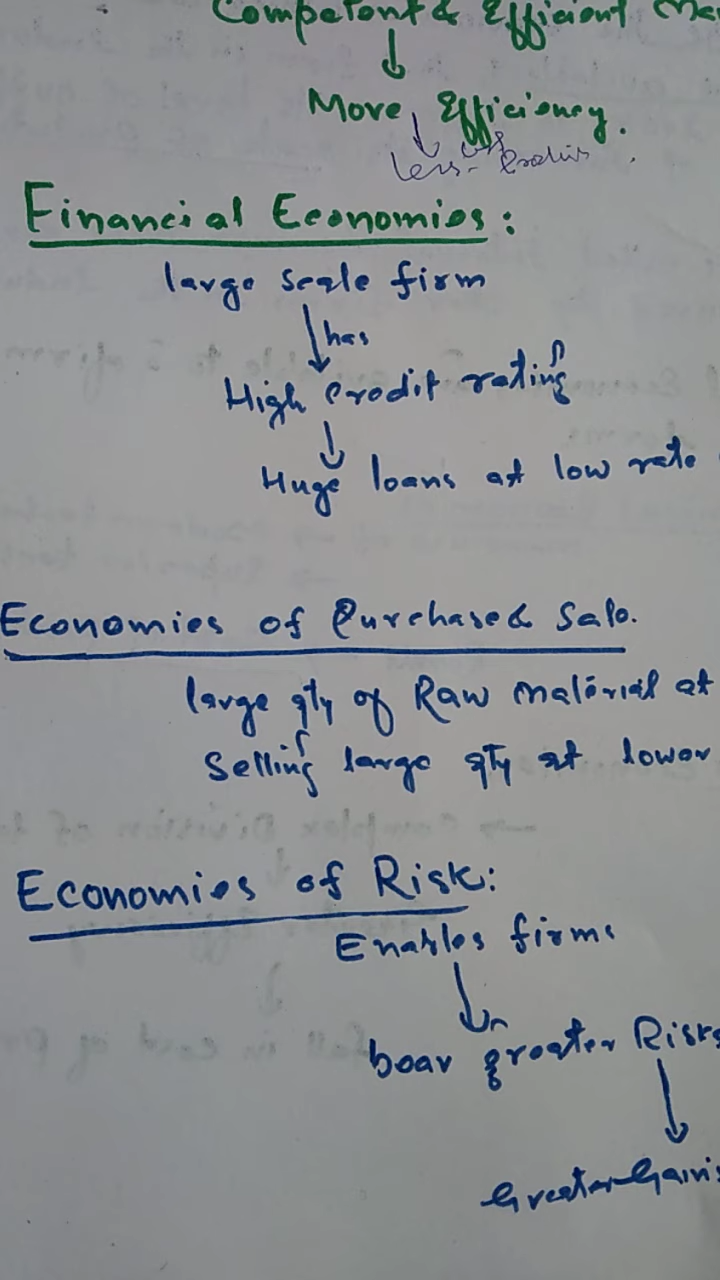 Competent & Efficient
↓
More Efficiency.
↓
less
Financial Economies:
large scale firm
↓ has
High credit rating
↓
Huge loans at low rate
Economies of Purchase & Sale.
large qty of Raw material at
Selling large qty at lower
Economies of Risk:
Enables firms
↓
bear greater Risks
↓
Greater Gains